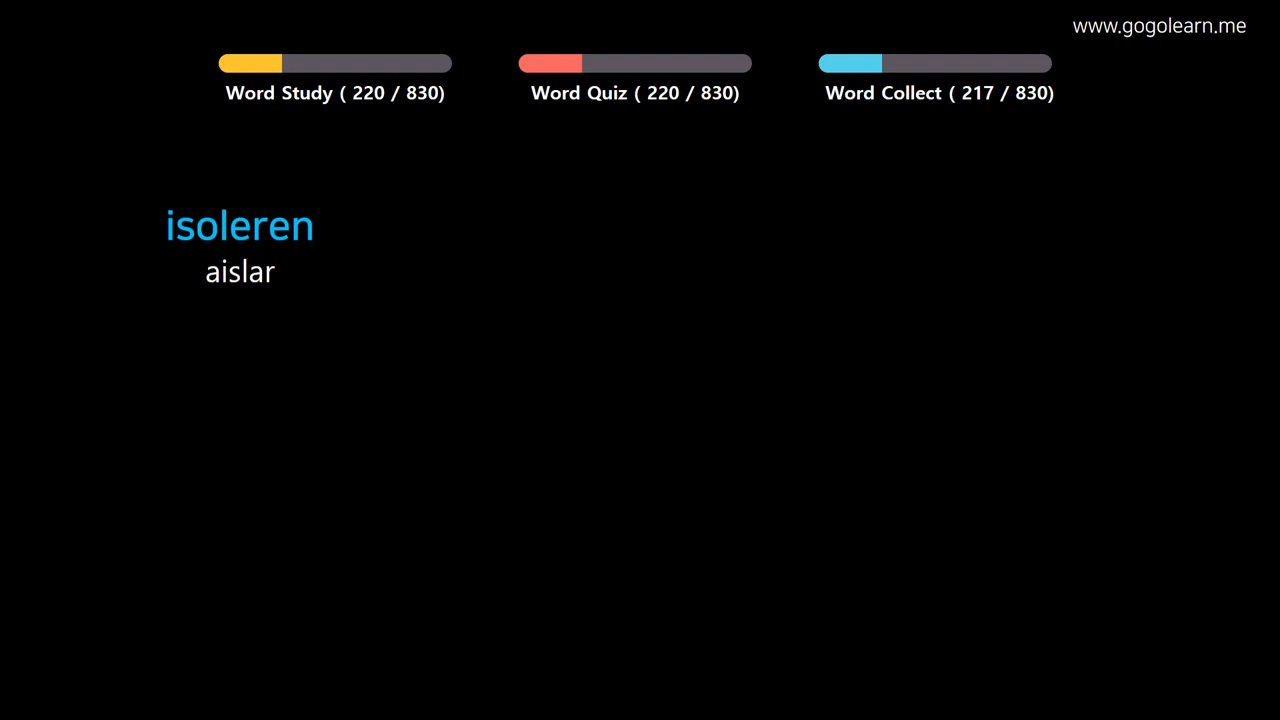 www.gogolearn.me
Word Study ( 220 / 830)
Word Quiz ( 220 / 830)
Word Collect ( 217 / 830)
isoleren
aislar